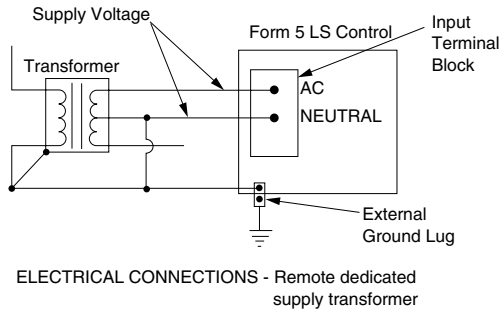 Supply Voltage
Form 5 LS Control
Input
Terminal
Block
Transformer
AC
NEUTRAL
External
Ground Lug
ELECTRICAL CONNECTIONS - Remote dedicated
supply transformer